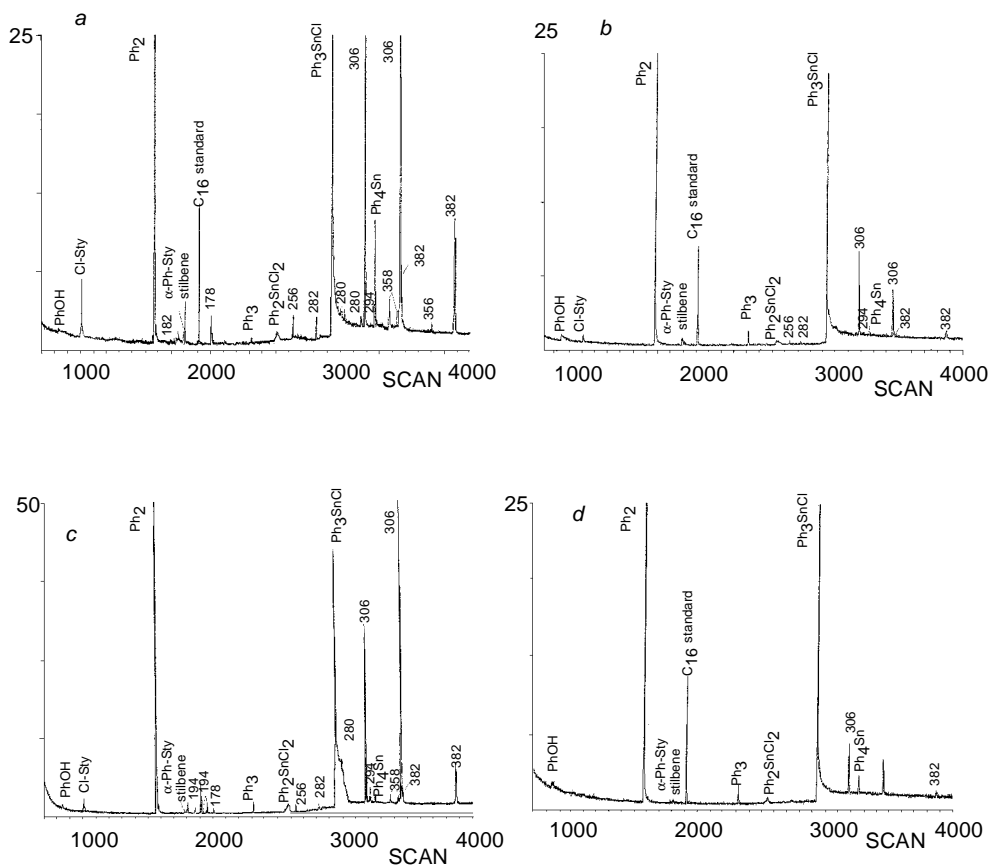 a
25
Cl-Sty
PhOH
Ph2
182
α-Ph-Sty
stilbene
C16 standard
178
Ph3
Ph2SnCl2
256
282
Ph3SnCl
280
280
306
294
Ph4Sn
358
306
382
356
382
1000 2000 3000 4000
SCAN
b
25
PhOH
Cl-Sty
Ph2
α-Ph-Sty
stilbene
C16 standard
Ph3
Ph2SnCl2
256
282
Ph3SnCl
306
294
Ph4Sn
306
382
382
1000 2000 3000 4000
SCAN
c
50
PhOH
Cl-Sty
Ph2
α-Ph-Sty
stilbene
194
194
178
Ph3
Ph2SnCl2
256
282
Ph3SnCl
280
306
294
Ph4Sn
358
306
382
382
1000 2000 3000 4000
SCAN
d
25
PhOH
Ph2
α-Ph-Sty
stilbene
C16 standard
Ph3
Ph2SnCl2
Ph3SnCl
306
Ph4Sn
382
1000 2000 3000 4000
SCAN